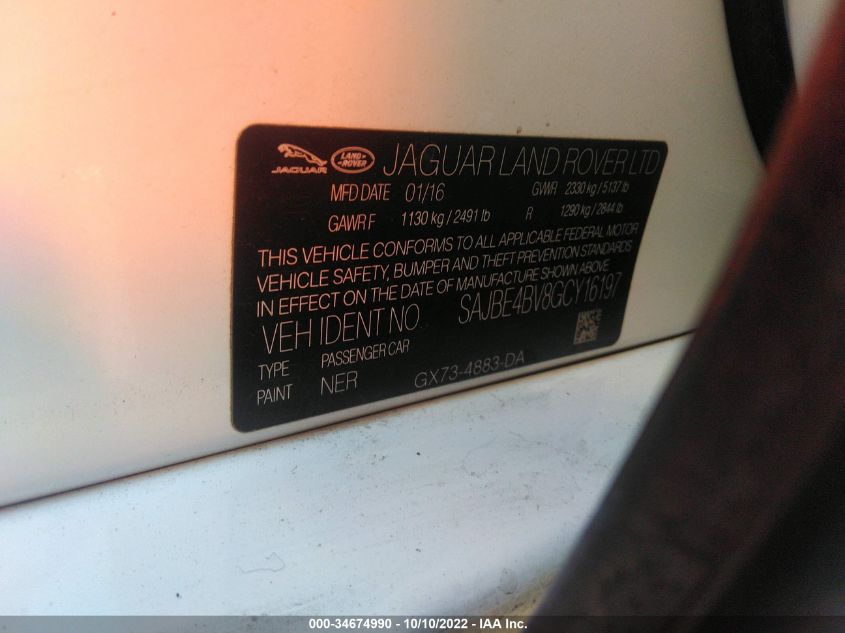 JAGUAR LAND-ROVER JAGUAR LAND ROVER LTD
MFD DATE 01/16 GVWR 2330 kg / 5137 lb
GAWR F 1130 kg / 2491 lb R 1290 kg / 2844 lb
THIS VEHICLE CONFORMS TO ALL APPLICABLE FEDERAL MOTOR
VEHICLE SAFETY, BUMPER AND THEFT PREVENTION STANDARDS
IN EFFECT ON THE DATE OF MANUFACTURE SHOWN ABOVE
VEH IDENT NO SAJBE4BV8GCY16197
TYPE PASSENGER CAR
PAINT NER GX73-4883-DA
000-34674990 - 10/10/2022 - IAA Inc.